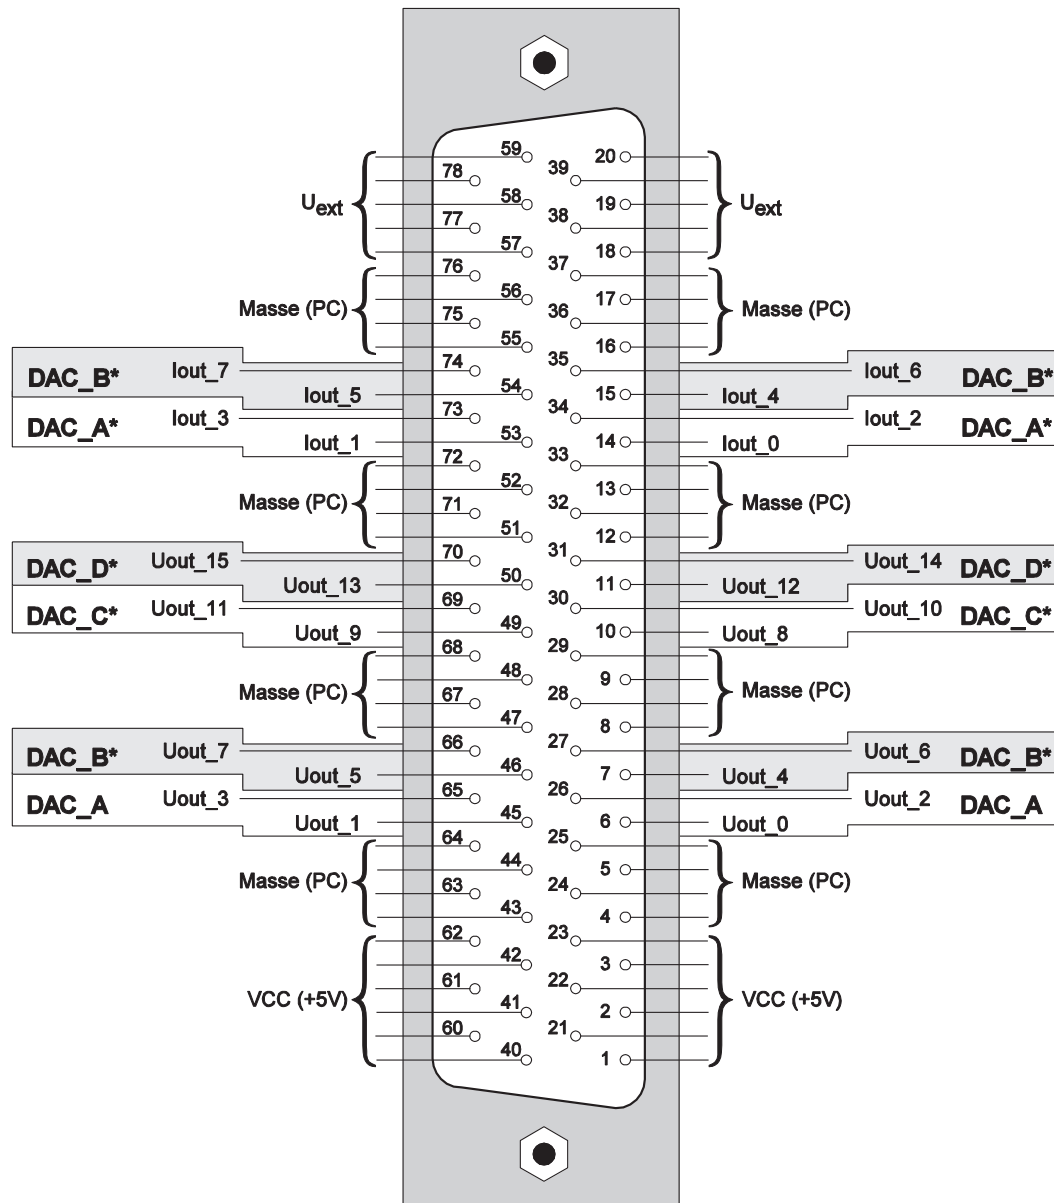 59 20
78 39
58 19
U_ext U_ext
77 38
57 18
76 37
56 17
Masse (PC) Masse (PC)
75 36
55 16
DAC_B* Iout_7 74 35 Iout_6 DAC_B*
Iout_5 54 15 Iout_4
DAC_A* Iout_3 73 34 Iout_2 DAC_A*
Iout_1 53 14 Iout_0
72 33
52 13
Masse (PC) Masse (PC)
71 32
51 12
DAC_D* Uout_15 70 31 Uout_14 DAC_D*
Uout_13 50 11 Uout_12
DAC_C* Uout_11 69 30 Uout_10 DAC_C*
Uout_9 49 10 Uout_8
68 29
48 9
Masse (PC) Masse (PC)
67 28
47 8
DAC_B* Uout_7 66 27 Uout_6 DAC_B*
Uout_5 46 7 Uout_4
DAC_A Uout_3 65 26 Uout_2 DAC_A
Uout_1 45 6 Uout_0
64 25
44 5
Masse (PC) Masse (PC)
63 24
43 4
62 23
42 3
61 22
VCC (+5V) VCC (+5V)
41 2
60 21
40 1